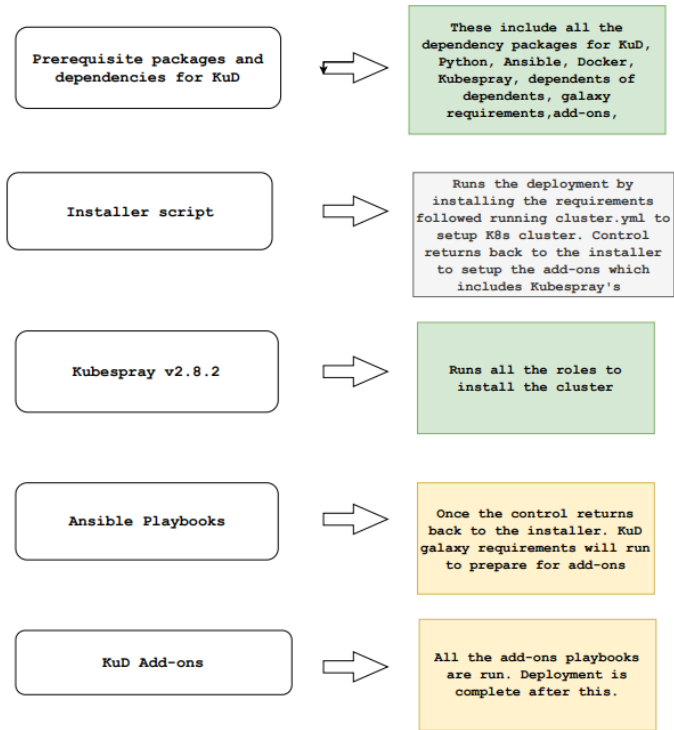 Prerequisite packages and
dependencies for KuD
These include all the
dependency packages for KuD,
Python, Ansible, Docker,
Kubespray, dependents of
dependents, galaxy
requirements,add-ons,
Installer script
Runs the deployment by
installing the requirements
followed running cluster.yml to
setup K8s cluster. Control
returns back to the installer
to setup the add-ons which
includes Kubespray's
Kubespray v2.8.2
Runs all the roles to
install the cluster
Ansible Playbooks
Once the control returns
back to the installer. KuD
galaxy requirements will run
to prepare for add-ons
KuD Add-ons
All the add-ons playbooks
are run. Deployment is
complete after this.